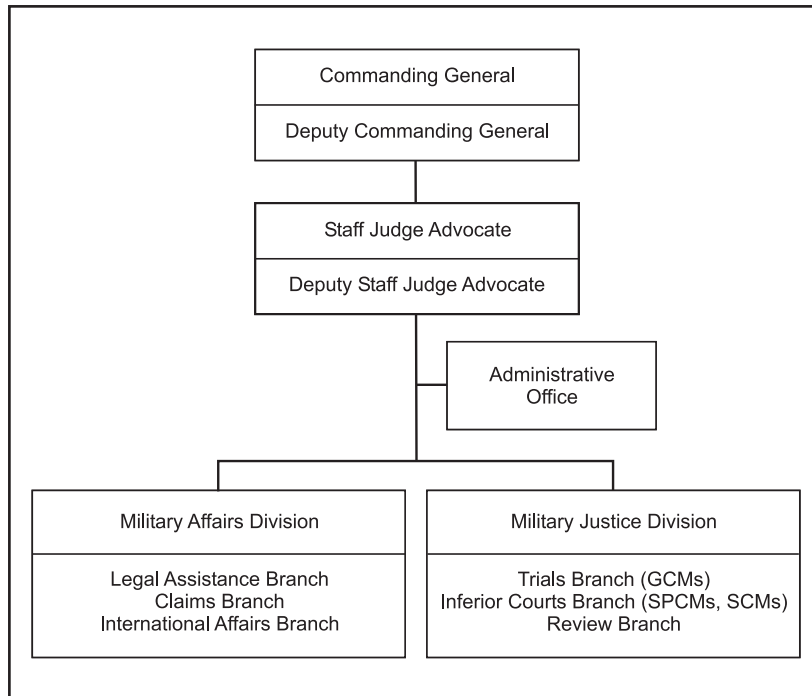 Commanding General
Deputy Commanding General
Staff Judge Advocate
Deputy Staff Judge Advocate
Administrative
Office
Military Affairs Division
Legal Assistance Branch
Claims Branch
International Affairs Branch
Military Justice Division
Trials Branch (GCMs)
Inferior Courts Branch (SPCMs, SCMs)
Review Branch